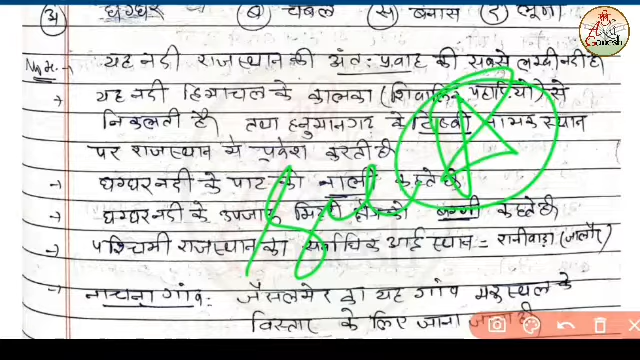 (अ) घग्घर (ब) चंबल (स) बनास (द) लूणी
Note:- यह नदी राजस्थान की अंत: प्रवाह की सबसे लम्बी नदी है।
→ यह नदी हिमाचल के कालका (शिवालिक पहाड़ियो) से
निकलती है। तथा हनुमानगढ़ के टिब्बी नामक स्थान
पर राजस्थान मे प्रवेश करती है।
→ घग्घर नदी के पाट को नाली कहते है
→ घग्घर नदी के उपजाऊ मिट्टी क्षेत्र को बग्गी कहते है।
→ पश्चिमी राजस्थान का सर्वाधिक आर्द्र स्थान = रानीवाडा (जालौर)
→ नाचना गांव:- जैसलमेर का यह गांव मरुस्थल के
विस्तार के लिए जाना जाता है।
Ganesh